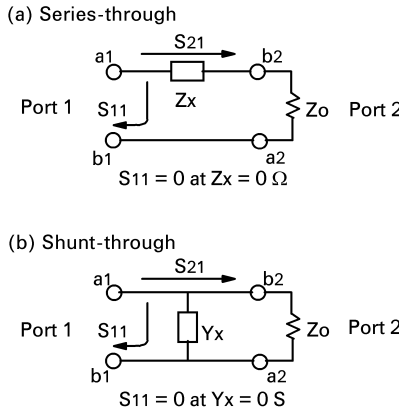 (a) Series-through
S21
a1
b2
Zx
Port 1
S11
Zo
Port 2
b1
a2
S11 = 0 at Zx = 0 Ω
(b) Shunt-through
S21
a1
b2
Port 1
S11
Yx
Zo
Port 2
b1
a2
S11 = 0 at Yx = 0 S